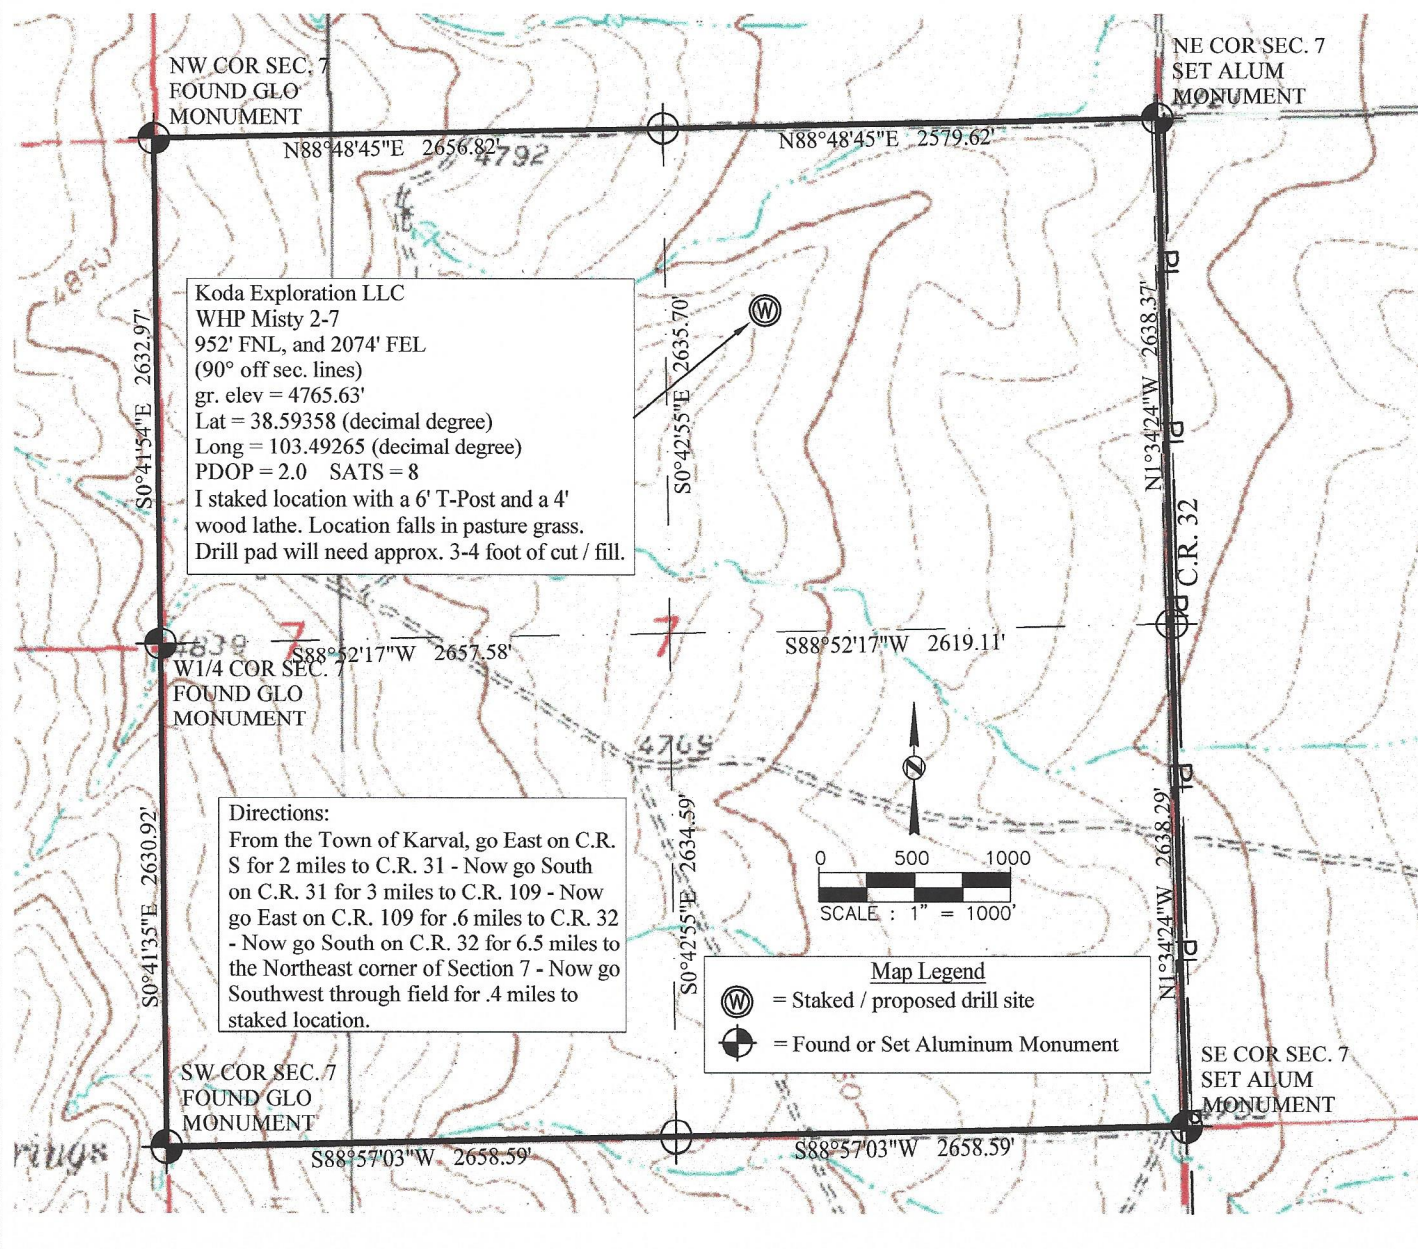 NW COR SEC. 7
FOUND GLO
MONUMENT
NE COR SEC. 7
SET ALUM
MONUMENT
N88°48'45"E 2656.82'
4792
N88°48'45"E 2579.62'
4850
S0°41'54"E 2632.97'
Koda Exploration LLC
WHP Misty 2-7
952' FNL, and 2074' FEL
(90° off sec. lines)
gr. elev = 4765.63'
Lat = 38.59358 (decimal degree)
Long = 103.49265 (decimal degree)
PDOP = 2.0 SATS = 8
I staked location with a 6' T-Post and a 4'
wood lathe. Location falls in pasture grass.
Drill pad will need approx. 3-4 foot of cut / fill.
W
S0°42'55"E 2635.70'
N1°34'24"W 2638.37'
C.R. 32
4839
7
7
S88°52'17"W 2657.58'
S88°52'17"W 2619.11'
W1/4 COR SEC. 7
FOUND GLO
MONUMENT
4769
N
S0°41'35"E 2630.92'
Directions:
From the Town of Karval, go East on C.R.
S for 2 miles to C.R. 31 - Now go South
on C.R. 31 for 3 miles to C.R. 109 - Now
go East on C.R. 109 for .6 miles to C.R. 32
- Now go South on C.R. 32 for 6.5 miles to
the Northeast corner of Section 7 - Now go
Southwest through field for .4 miles to
staked location.
S0°42'55"E 2634.59'
0 500 1000
SCALE : 1" = 1000'
N1°34'24"W 2638.29'
Map Legend
W = Staked / proposed drill site
= Found or Set Aluminum Monument
SW COR SEC. 7
FOUND GLO
MONUMENT
SE COR SEC. 7
SET ALUM
MONUMENT
rings
S88°57'03"W 2658.59'
S88°57'03"W 2658.59'